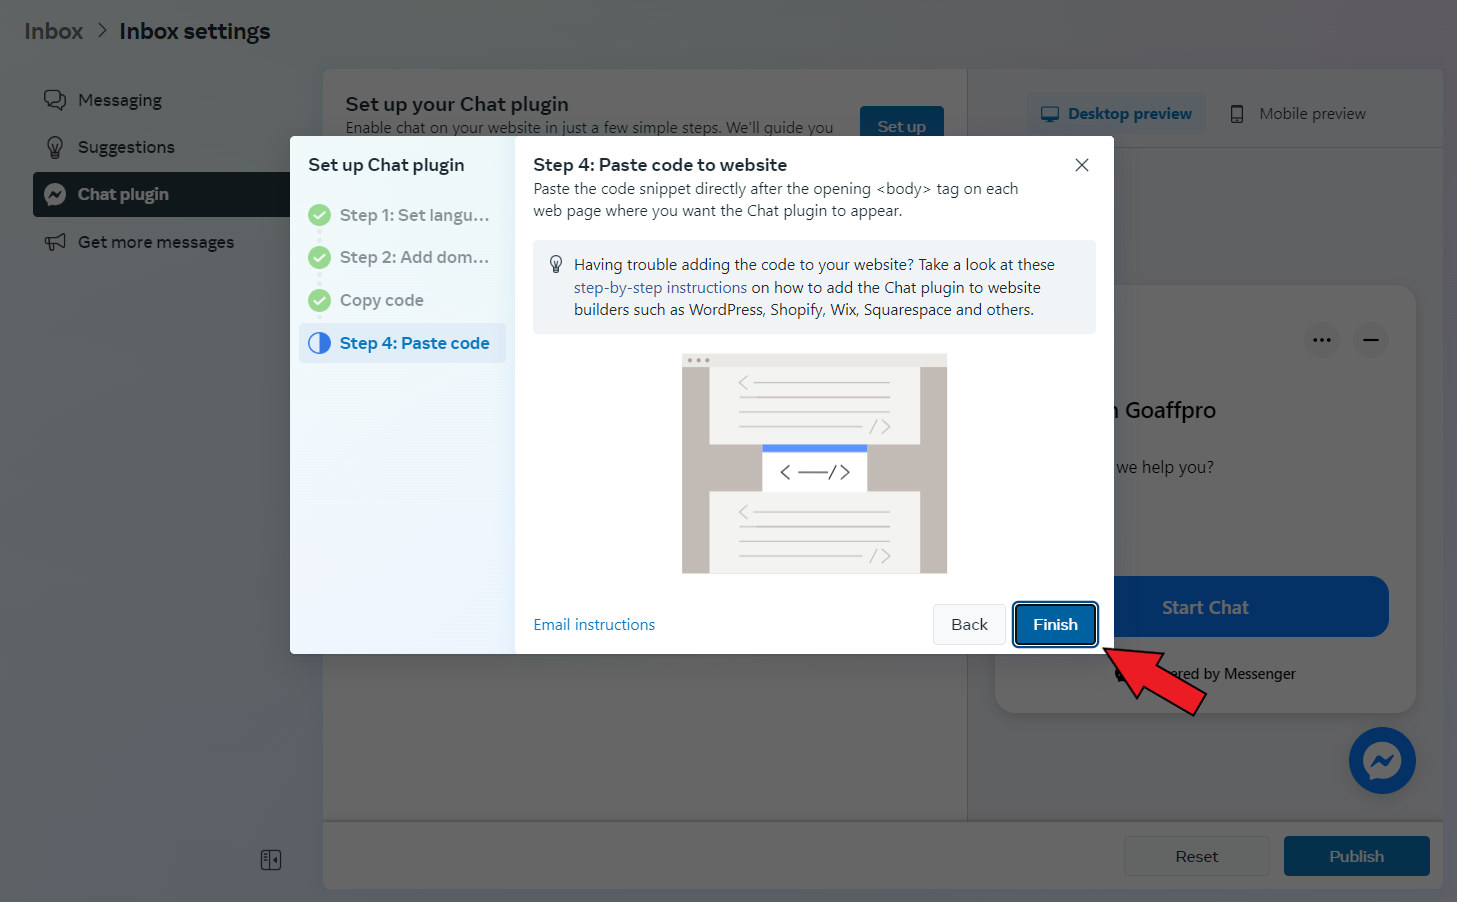 Inbox > Inbox settings
Messaging
Suggestions
Chat plugin
Get more messages
Set up your Chat plugin
Enable chat on your website in just a few simple steps. We'll guide you
Set up
Desktop preview
Mobile preview
Set up Chat plugin
Step 1: Set langu...
Step 2: Add dom...
Copy code
Step 4: Paste code
Step 4: Paste code to website
Paste the code snippet directly after the opening <body> tag on each
web page where you want the Chat plugin to appear.
Having trouble adding the code to your website? Take a look at these
step-by-step instructions on how to add the Chat plugin to website
builders such as WordPress, Shopify, Wix, Squarespace and others.
Email instructions
Back
Finish
Goaffpro
we help you?
Start Chat
by Messenger
Reset
Publish